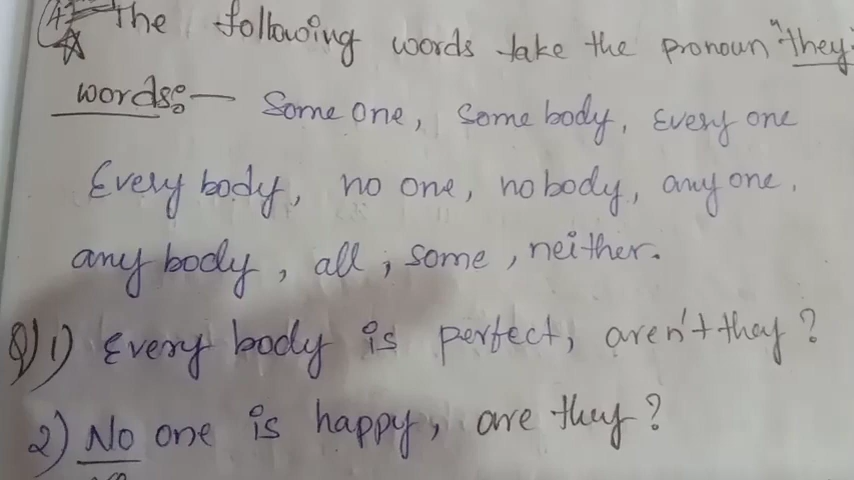 4. The following words take the pronoun "they"
words:- Some one, Some body, Every one
Every body, no one, nobody, any one,
any body, all, some, neither.
Q) 1) Every body is perfect, aren't they?
2) No one is happy, are they?